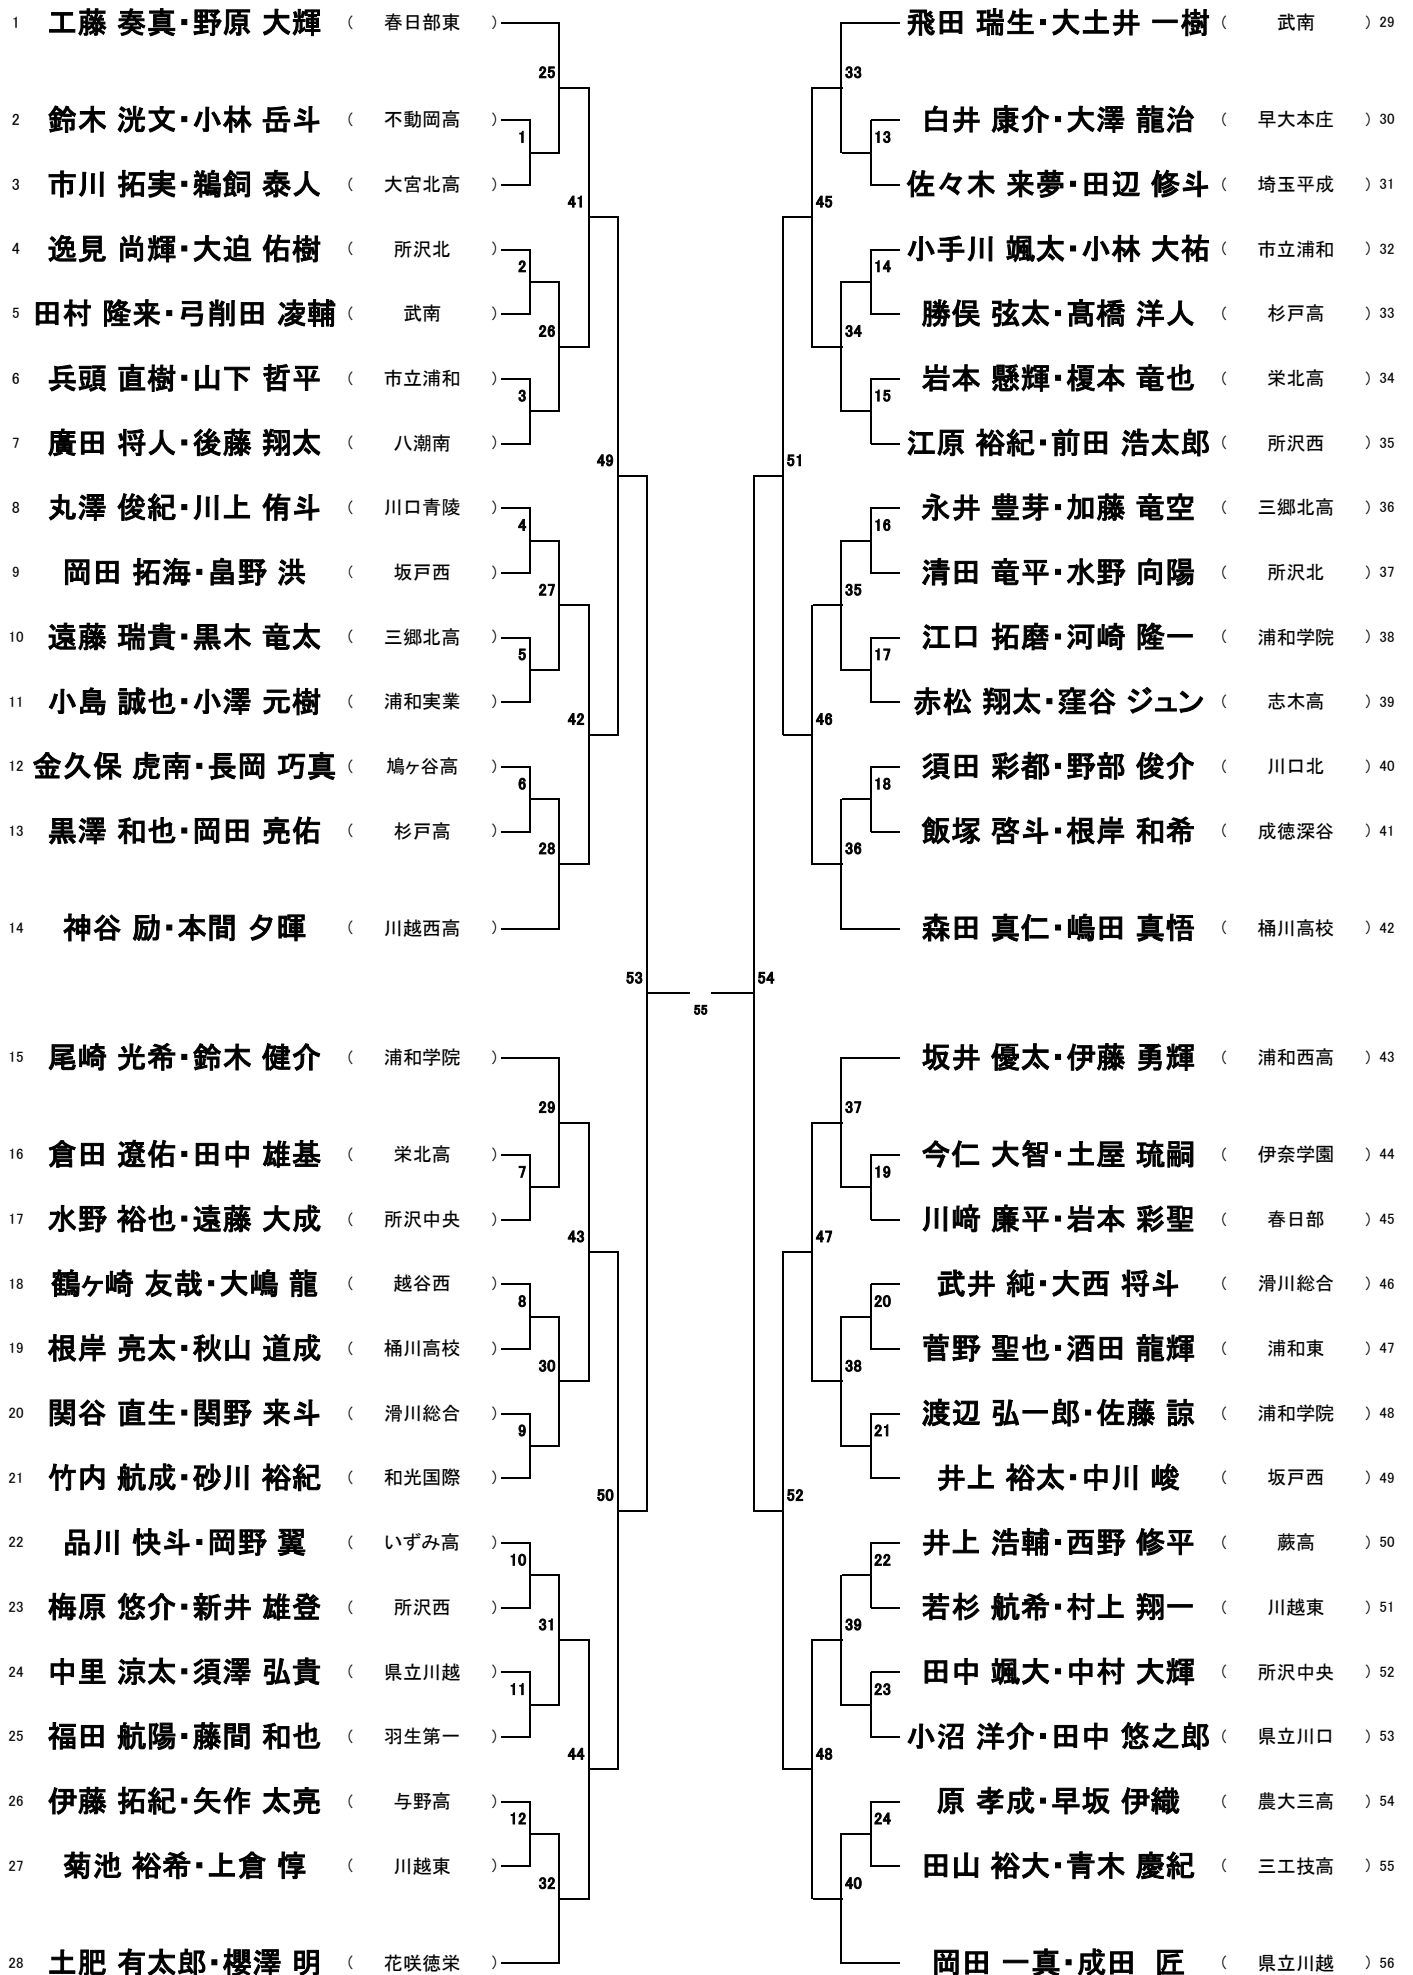 1 工藤 奏真・野原 大輝 ( 春日部東 )
25
2 鈴木 洸文・小林 岳斗 ( 不動岡高 )
1
3 市川 拓実・鵜飼 泰人 ( 大宮北高 )
41
4 逸見 尚輝・大迫 佑樹 ( 所沢北 )
2
5 田村 隆来・弓削田 凌輔 ( 武南 )
26
6 兵頭 直樹・山下 哲平 ( 市立浦和 )
3
7 廣田 将人・後藤 翔太 ( 八潮南 )
49
8 丸澤 俊紀・川上 侑斗 ( 川口青陵 )
4
9 岡田 拓海・畠野 洪 ( 坂戸西 )
27
10 遠藤 瑞貴・黒木 竜太 ( 三郷北高 )
5
11 小島 誠也・小澤 元樹 ( 浦和実業 )
42
12 金久保 虎南・長岡 巧真 ( 鳩ヶ谷高 )
6
13 黒澤 和也・岡田 亮佑 ( 杉戸高 )
28
14 神谷 励・本間 夕暉 ( 川越西高 )
53
55
15 尾崎 光希・鈴木 健介 ( 浦和学院 )
29
16 倉田 遼佑・田中 雄基 ( 栄北高 )
7
17 水野 裕也・遠藤 大成 ( 所沢中央 )
43
18 鶴ヶ崎 友哉・大嶋 龍 ( 越谷西 )
8
19 根岸 亮太・秋山 道成 ( 桶川高校 )
30
20 関谷 直生・関野 来斗 ( 滑川総合 )
9
21 竹内 航成・砂川 裕紀 ( 和光国際 )
50
22 品川 快斗・岡野 翼 ( いずみ高 )
10
23 梅原 悠介・新井 雄登 ( 所沢西 )
31
24 中里 涼太・須澤 弘貴 ( 県立川越 )
11
25 福田 航陽・藤間 和也 ( 羽生第一 )
44
26 伊藤 拓紀・矢作 太亮 ( 与野高 )
12
27 菊池 裕希・上倉 惇 ( 川越東 )
32
28 土肥 有太郎・櫻澤 明 ( 花咲徳栄 )
飛田 瑞生・大土井 一樹 ( 武南 ) 29
33
白井 康介・大澤 龍治 ( 早大本庄 ) 30
13
佐々木 来夢・田辺 修斗 ( 埼玉平成 ) 31
45
小手川 颯太・小林 大祐 ( 市立浦和 ) 32
14
勝俣 弦太・髙橋 洋人 ( 杉戸高 ) 33
34
岩本 懸輝・榎本 竜也 ( 栄北高 ) 34
15
江原 裕紀・前田 浩太郎 ( 所沢西 ) 35
51
永井 豊芽・加藤 竜空 ( 三郷北高 ) 36
16
清田 竜平・水野 向陽 ( 所沢北 ) 37
35
江口 拓磨・河崎 隆一 ( 浦和学院 ) 38
17
赤松 翔太・窪谷 ジュン ( 志木高 ) 39
46
須田 彩都・野部 俊介 ( 川口北 ) 40
18
飯塚 啓斗・根岸 和希 ( 成徳深谷 ) 41
36
森田 真仁・嶋田 真悟 ( 桶川高校 ) 42
54
坂井 優太・伊藤 勇輝 ( 浦和西高 ) 43
37
今仁 大智・土屋 琉嗣 ( 伊奈学園 ) 44
19
川﨑 廉平・岩本 彩聖 ( 春日部 ) 45
47
武井 純・大西 将斗 ( 滑川総合 ) 46
20
菅野 聖也・酒田 龍輝 ( 浦和東 ) 47
38
渡辺 弘一郎・佐藤 諒 ( 浦和学院 ) 48
21
井上 裕太・中川 峻 ( 坂戸西 ) 49
52
井上 浩輔・西野 修平 ( 蕨高 ) 50
22
若杉 航希・村上 翔一 ( 川越東 ) 51
39
田中 颯大・中村 大輝 ( 所沢中央 ) 52
23
小沼 洋介・田中 悠之郎 ( 県立川口 ) 53
48
原 孝成・早坂 伊織 ( 農大三高 ) 54
24
田山 裕大・青木 慶紀 ( 三工技高 ) 55
40
岡田 一真・成田 匠 ( 県立川越 ) 56